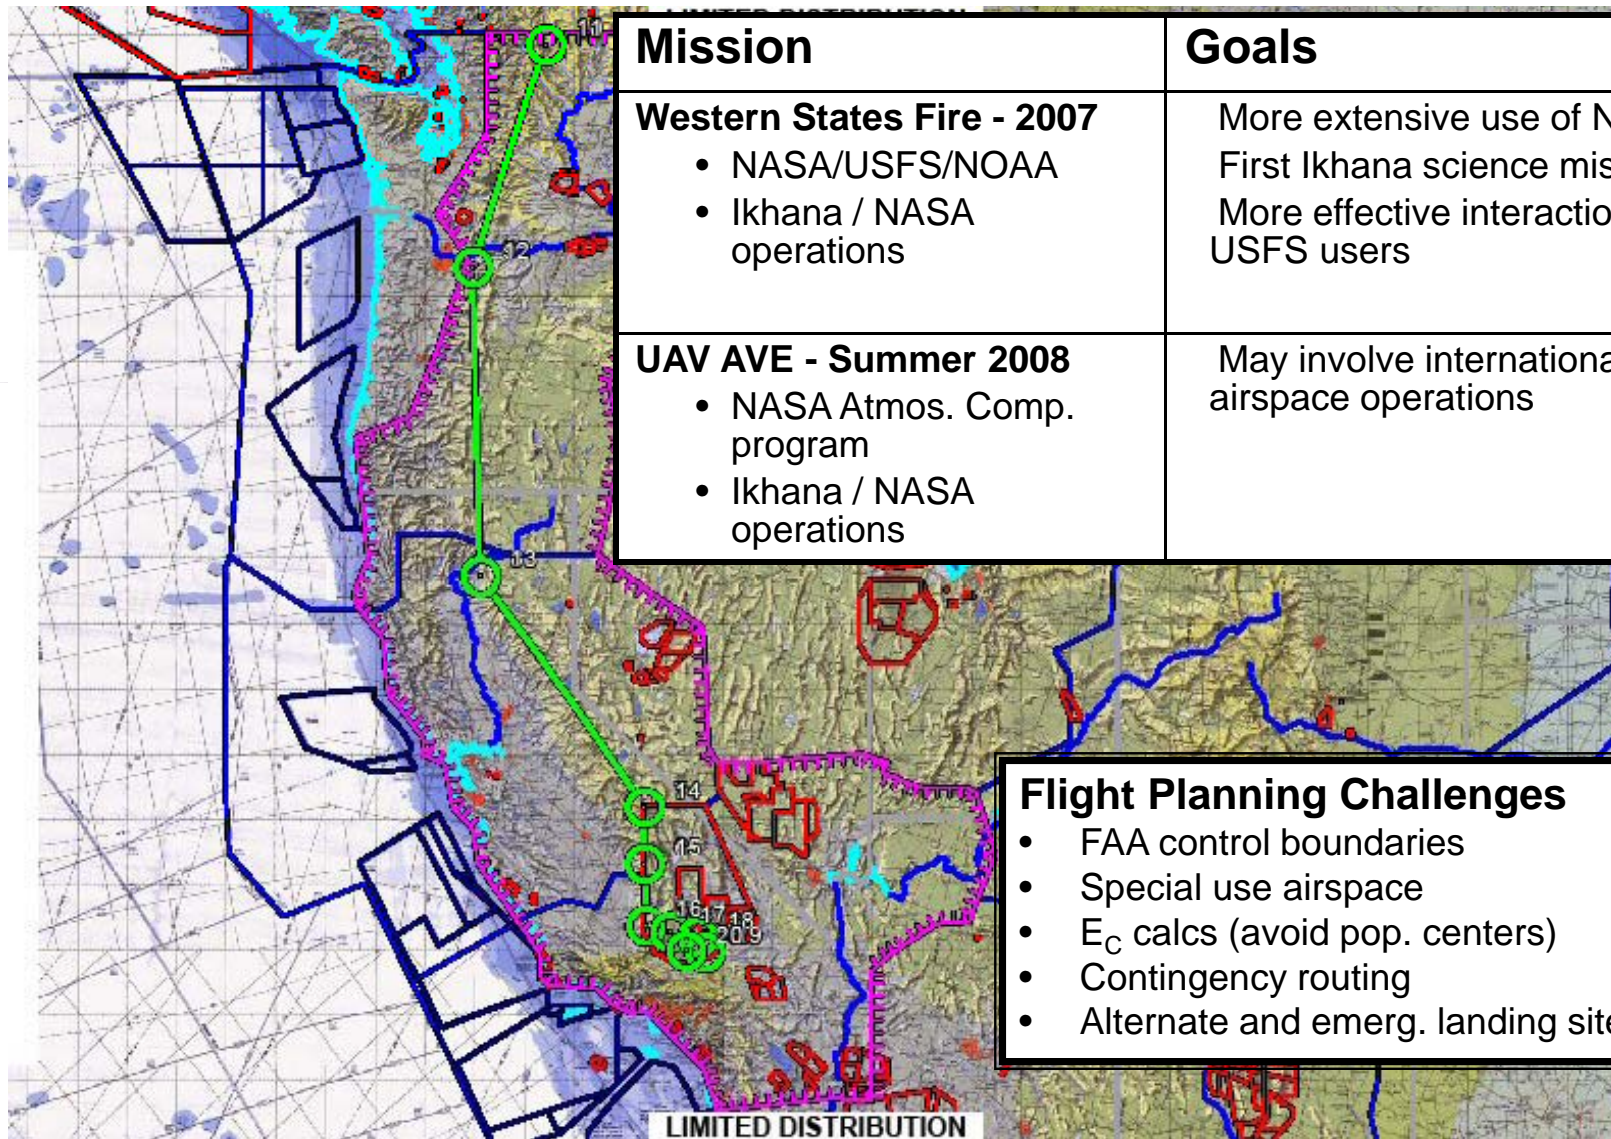 LIMITED DISTRIBUTION
Mission
Goals
Western States Fire - 2007
• NASA/USFS/NOAA
• Ikhana / NASA
operations
More extensive use of N
First Ikhana science mis
More effective interactio
USFS users
UAV AVE - Summer 2008
• NASA Atmos. Comp.
program
• Ikhana / NASA
operations
May involve internationa
airspace operations
11
12
13
14
15
16
17
18
Flight Planning Challenges
• FAA control boundaries
• Special use airspace
• EC calcs (avoid pop. centers)
• Contingency routing
• Alternate and emerg. landing site
LIMITED DISTRIBUTION